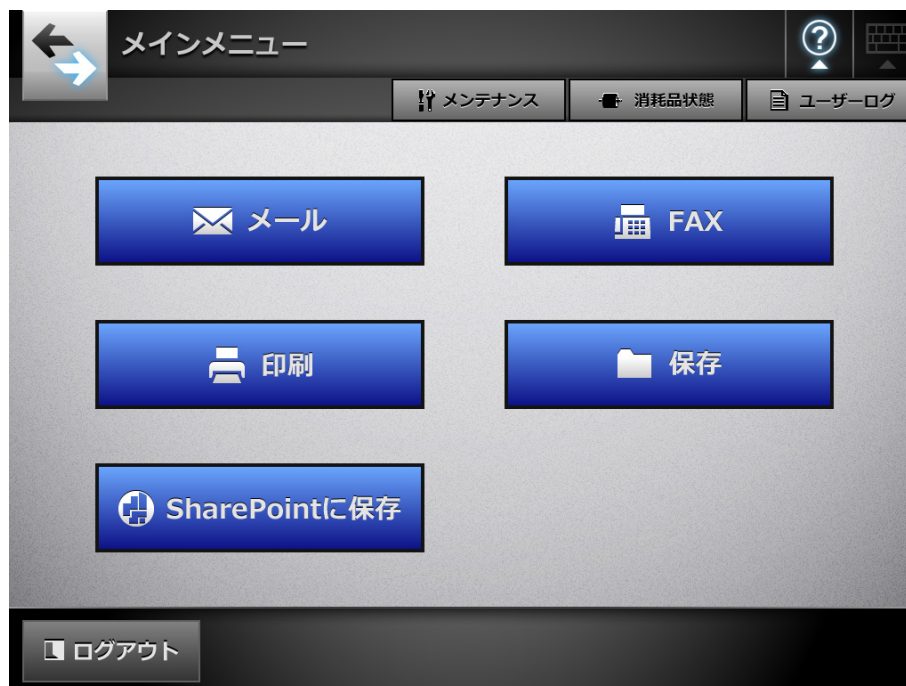 メインメニュー
?
メンテナンス
消耗品状態
ユーザーログ
メール
FAX
印刷
保存
SharePointに保存
ログアウト